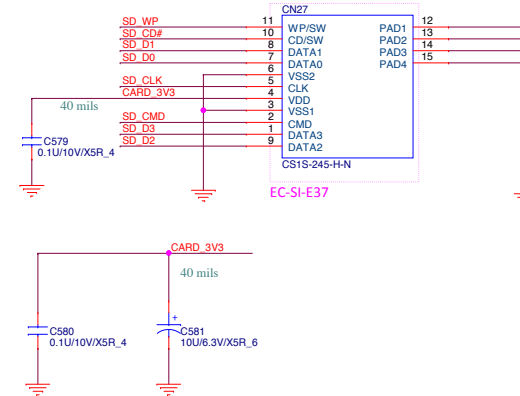 CN27
SD_WP 11 WP/SW PAD1 12
SD_CD# 10 CD/SW PAD2 13
SD_D1 8 DATA1 PAD3 14
SD_D0 7 DATA0 PAD4 15
6 VSS2
SD_CLK 5 CLK
CARD_3V3 4 VDD
40 mils
3 VSS1
SD_CMD 2 CMD
SD_D3 1 DATA3
SD_D2 9 DATA2
C579
0.1U/10V/X5R_4
CS1S-245-H-N
EC-SI-E37
CARD_3V3
40 mils
+
C580
0.1U/10V/X5R_4
C581
10U/6.3V/X5R_6